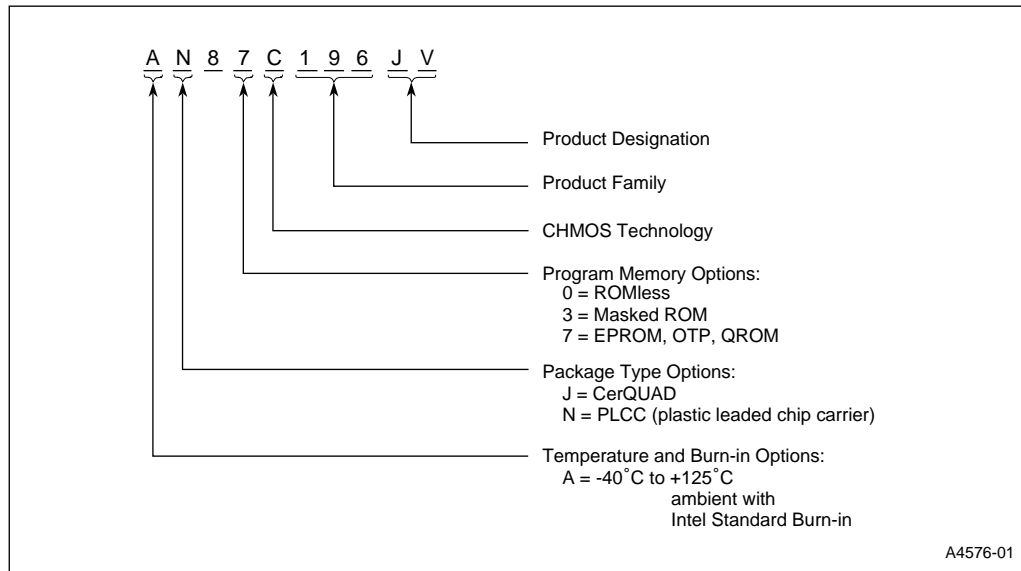 A N 8 7 C 1 9 6 J V
Product Designation
Product Family
CHMOS Technology
Program Memory Options:
0 = ROMless
3 = Masked ROM
7 = EPROM, OTP, QROM
Package Type Options:
J = CerQUAD
N = PLCC (plastic leaded chip carrier)
Temperature and Burn-in Options:
A = -40˚C to +125˚C
ambient with
Intel Standard Burn-in
A4576-01